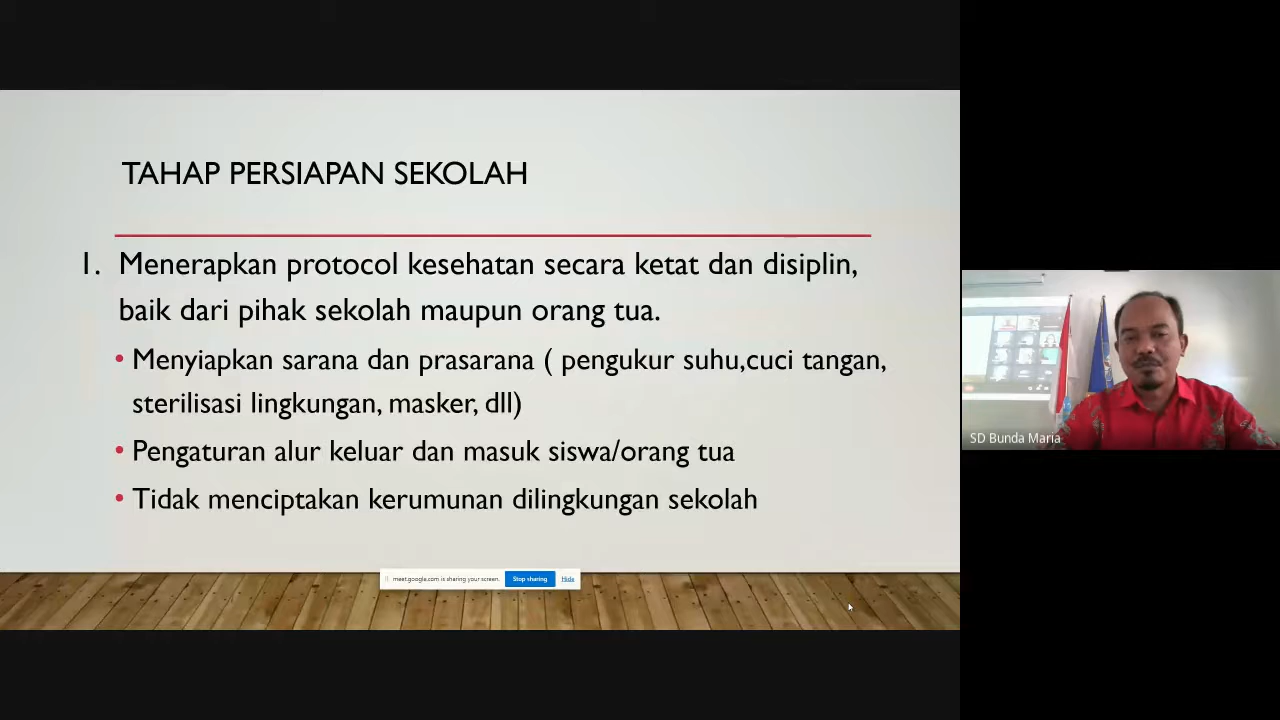 TAHAP PERSIAPAN SEKOLAH
1. Menerapkan protocol kesehatan secara ketat dan disiplin,
baik dari pihak sekolah maupun orang tua.
• Menyiapkan sarana dan prasarana ( pengukur suhu,cuci tangan,
sterilisasi lingkungan, masker, dll)
• Pengaturan alur keluar dan masuk siswa/orang tua
• Tidak menciptakan kerumunan dilingkungan sekolah
meet.google.com is sharing your screen. Stop sharing Hide
SD Bunda Maria